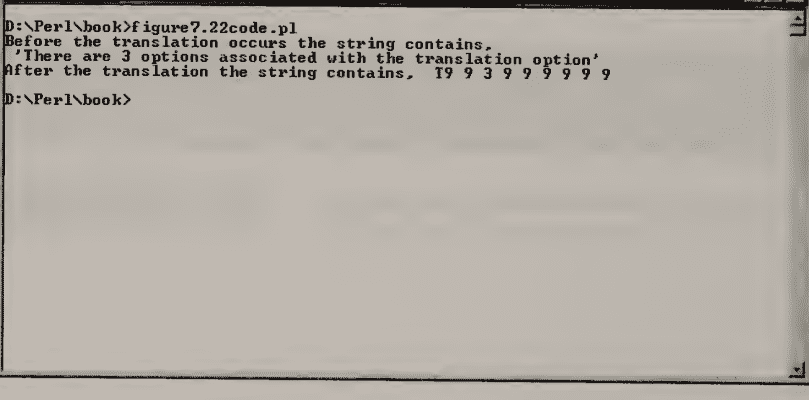 D:\Perl\book>figure7.22code.pl
Before the translation occurs the string contains,
'There are 3 options associated with the translation option'
After the translation the string contains, T9 9 3 9 9 9 9 9 9
D:\Perl\book>